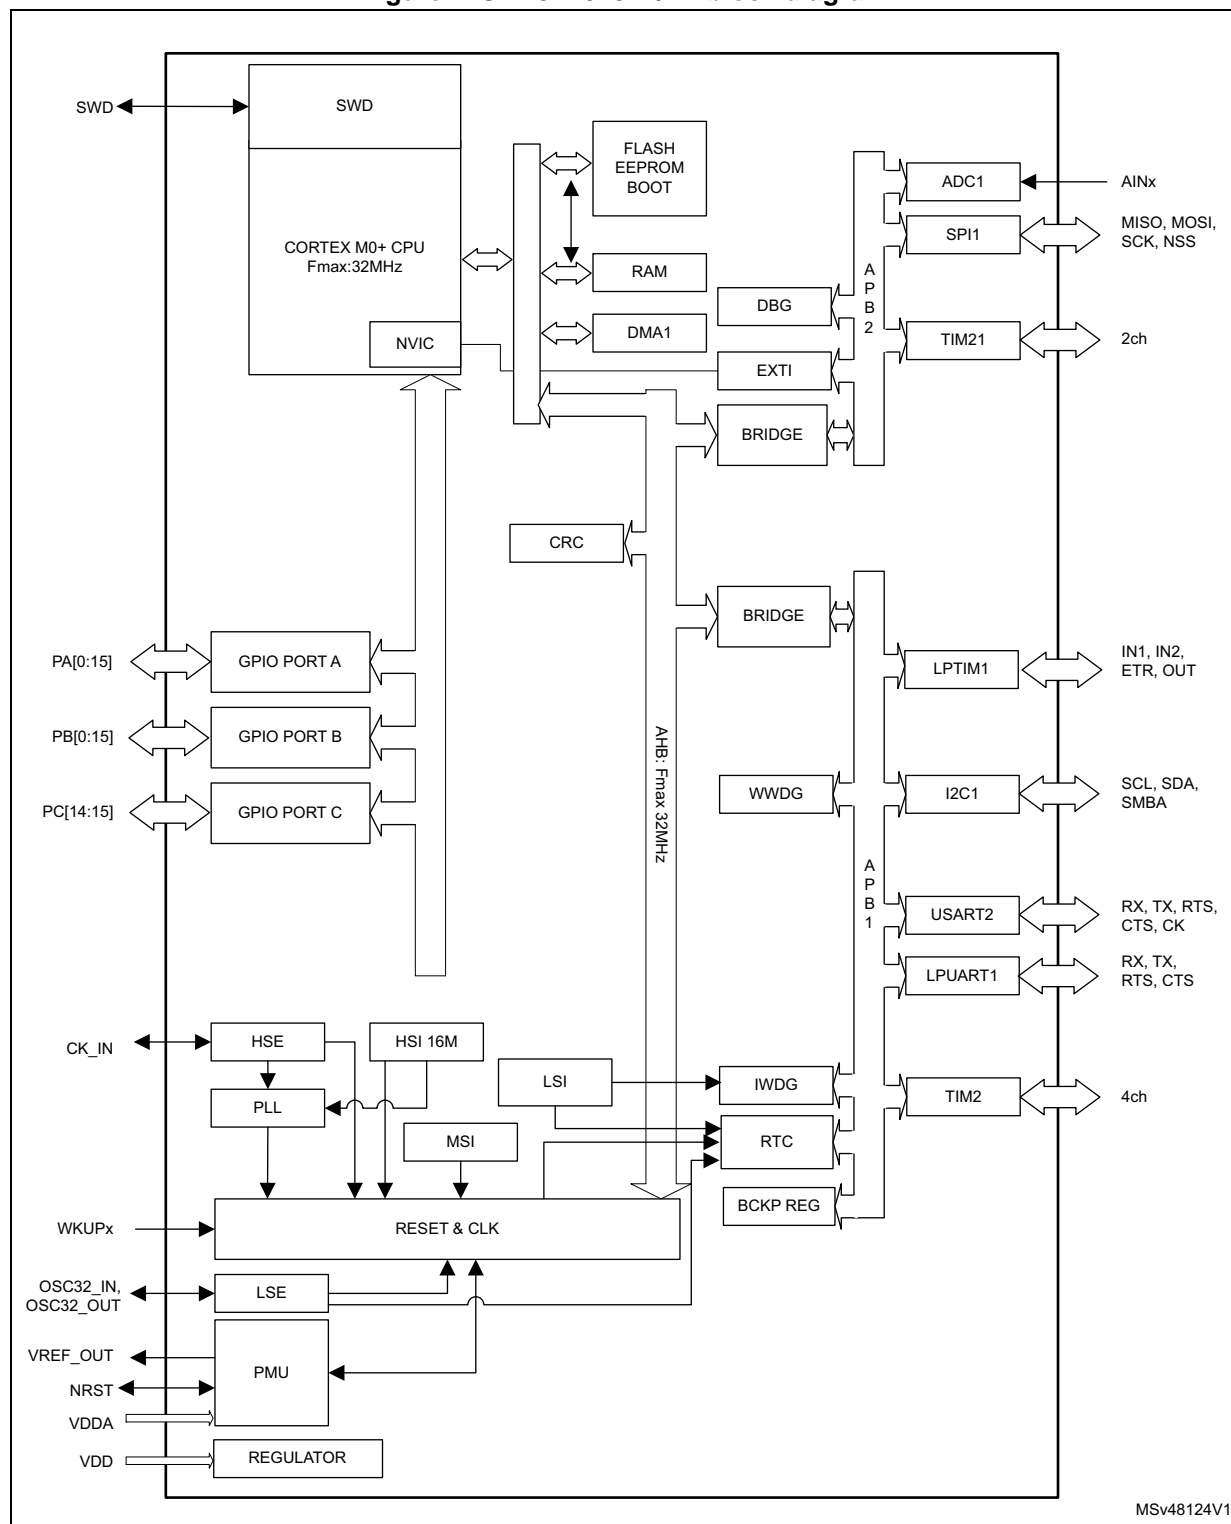 SWD
SWD
CORTEX M0+ CPU
Fmax:32MHz
NVIC
FLASH
EEPROM
BOOT
RAM
DMA1
DBG
EXTI
BRIDGE
APB2
ADC1
AINx
SPI1
MISO, MOSI,
SCK, NSS
TIM21
2ch
CRC
BRIDGE
AHB: Fmax 32MHz
PA[0:15]
GPIO PORT A
PB[0:15]
GPIO PORT B
PC[14:15]
GPIO PORT C
LPTIM1
IN1, IN2,
ETR, OUT
WWDG
I2C1
SCL, SDA,
SMBA
APB1
USART2
RX, TX, RTS,
CTS, CK
LPUART1
RX, TX,
RTS, CTS
CK_IN
HSE
HSI 16M
PLL
LSI
IWDG
TIM2
4ch
MSI
RTC
BCKP REG
WKUPx
RESET & CLK
OSC32_IN,
OSC32_OUT
LSE
VREF_OUT
PMU
NRST
VDDA
VDD
REGULATOR
MSv48124V1